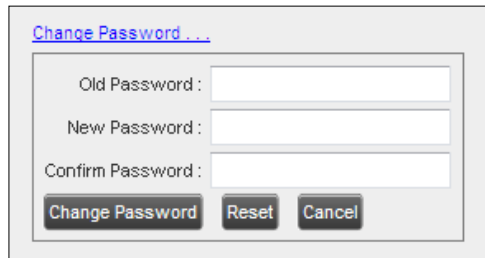 Change Password . . .
Old Password :
New Password :
Confirm Password :
Change Password Reset Cancel